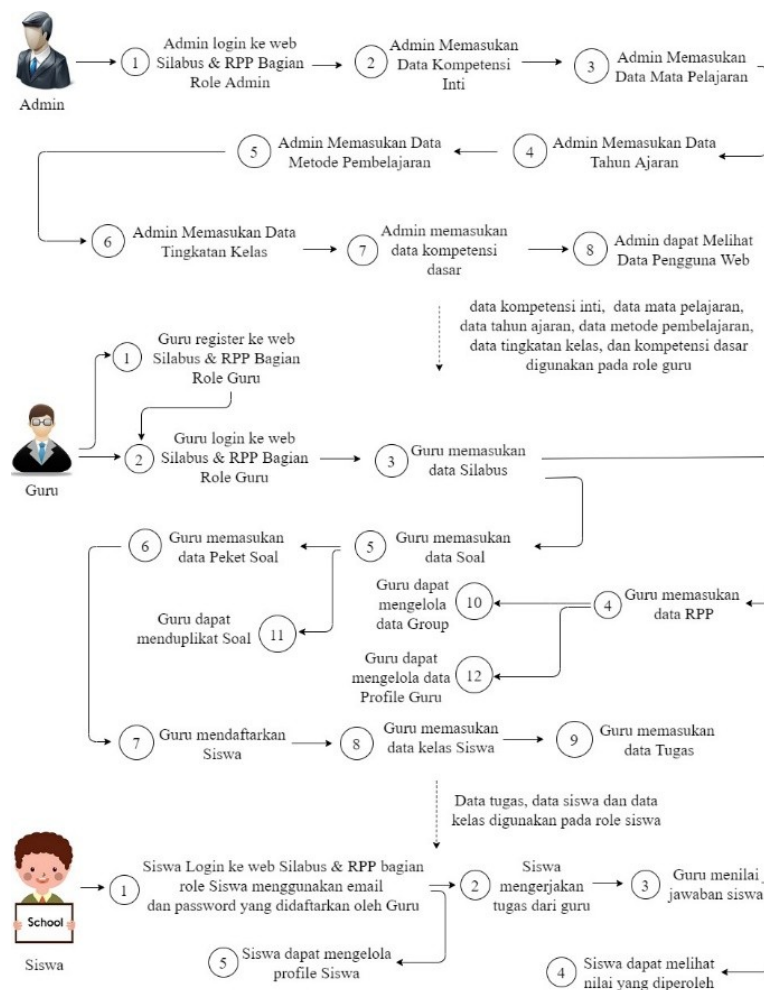 1
Admin login ke web
Silabus & RPP Bagian
Role Admin
2
Admin Memasukan
Data Kompetensi
Inti
3
Admin Memasukan
Data Mata Pelajaran
Admin
5
Admin Memasukan Data
Metode Pembelajaran
4
Admin Memasukan Data
Tahun Ajaran
6
Admin Memasukan Data
Tingkatan Kelas
7
Admin memasukan
data kompetensi
dasar
8
Admin dapat Melihat
Data Pengguna Web
data kompetensi inti, data mata pelajaran,
data tahun ajaran, data metode pembelajaran,
data tingkatan kelas, dan kompetensi dasar
digunakan pada role guru
1
Guru register ke web
Silabus & RPP Bagian
Role Guru
2
Guru login ke web
Silabus & RPP Bagian
Role Guru
3
Guru memasukan
data Silabus
Guru
6
Guru memasukan
data Peket Soal
5
Guru memasukan
data Soal
Guru dapat
mengelola
data Group
10
4
Guru memasukan
data RPP
Guru dapat
menduplikat Soal
11
Guru dapat
mengelola data
Profile Guru
12
7
Guru mendaftarkan
Siswa
8
Guru memasukan
data kelas Siswa
9
Guru memasukan
data Tugas
Data tugas, data siswa dan data
kelas digunakan pada role siswa
School
Siswa
1
Siswa Login ke web Silabus & RPP bagian
role Siswa menggunakan email
dan password yang didaftarkan oleh Guru
2
Siswa
mengerjakan
tugas dari guru
3
Guru menilai
jawaban siswa
5
Siswa dapat mengelola
profile Siswa
4
Siswa dapat melihat
nilai yang diperoleh